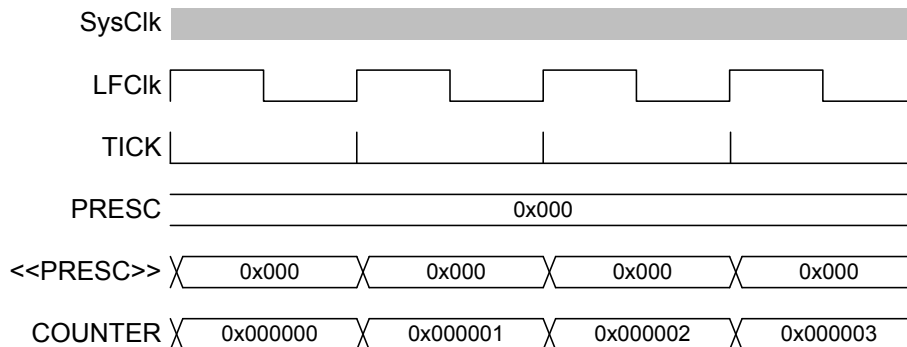 SysClk
LFClk
TICK
PRESC 0x000
<<PRESC>> 0x000 0x000 0x000 0x000
COUNTER 0x000000 0x000001 0x000002 0x000003